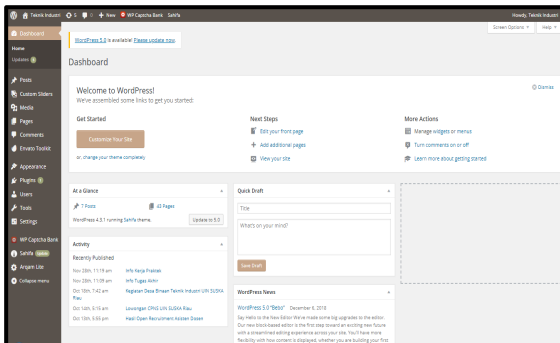 Teknik Industri 5 0 + New WP Captcha Bank Sahifa Howdy, Teknik Industri
Screen Options Help
Dashboard
Home
Updates
Posts
Custom Sliders
Media
Pages
Comments
Envato Toolkit
Appearance
Plugins
Users
Tools
Settings
WP Captcha Bank
Sahifa
Arqam Lite
Collapse menu
WordPress 5.0 is available! Please update now.
Dashboard
Dismiss
Welcome to WordPress!
We've assembled some links to get you started:
Get Started
Customize Your Site
or, change your theme completely
Next Steps
Edit your front page
Add additional pages
View your site
More Actions
Manage widgets or menus
Turn comments on or off
Learn more about getting started
At a Glance
7 Posts 43 Pages
WordPress 4.9.1 running Sahifa theme. Update to 5.0
Activity
Recently Published
Nov 28th, 11:19 am Info Kerja Praktek
Nov 28th, 11:09 am Info Tugas Akhir
Oct 16th, 7:42 am Kegiatan Desa Binaan Teknik Industri UIN SUSKA
Riau
Oct 13th, 5:15 am Lowongan CPNS UIN SUSKA Riau
Oct 10th, 5:55 pm Hasil Open Recruitment Asisten Dosen
Quick Draft
Title
What's on your mind?
Save Draft
WordPress News
WordPress 5.0 "Bebo" December 6, 2018
Say Hello to the New Editor We've made some big upgrades to the editor.
Our new block-based editor is the first step toward an exciting new future
with a streamlined editing experience across your site. You'll have more
flexibility with how content is displayed, whether you are building your first